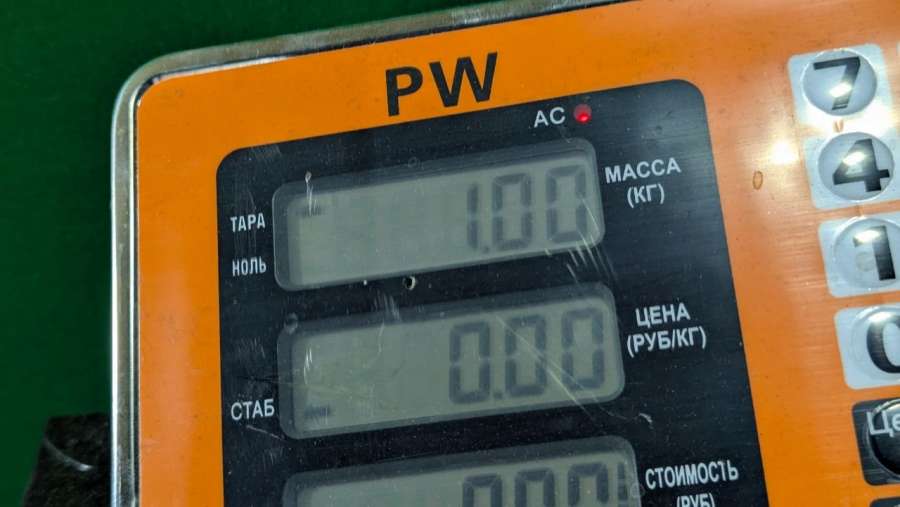 PW
AC
7
МАССА
(КГ)
1.00
4
ТАРА
НОЛЬ
1
ЦЕНА
(РУБ/КГ)
0.00
0
СТАБ
СТОИМОСТЬ
(РУБ)